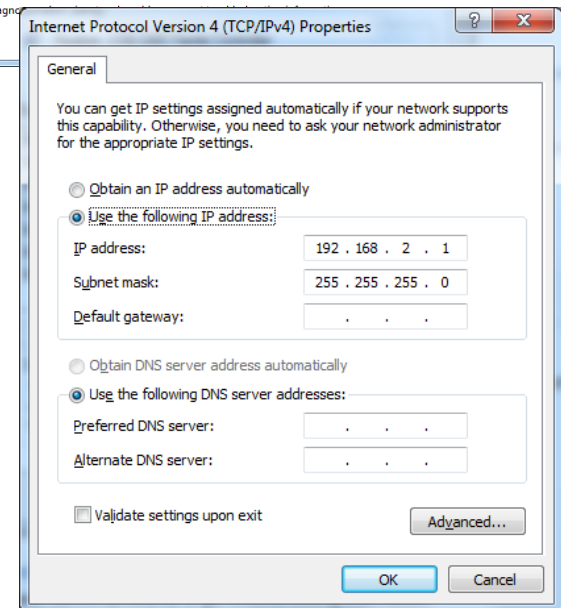 Internet Protocol Version 4 (TCP/IPv4) Properties
General
You can get IP settings assigned automatically if your network supports
this capability. Otherwise, you need to ask your network administrator
for the appropriate IP settings.
Obtain an IP address automatically
Use the following IP address:
IP address: 192 . 168 . 2 . 1
Subnet mask: 255 . 255 . 255 . 0
Default gateway: . . .
Obtain DNS server address automatically
Use the following DNS server addresses:
Preferred DNS server: . . .
Alternate DNS server: . . .
Validate settings upon exit
Advanced...
OK Cancel